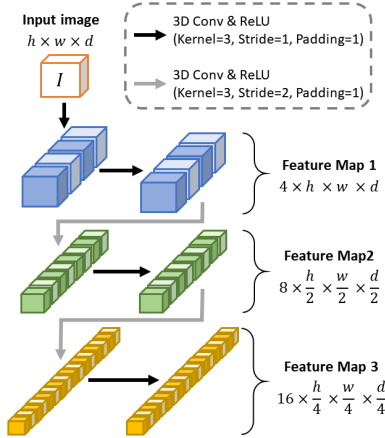 Input image
h × w × d
I
3D Conv & ReLU
(Kernel=3, Stride=1, Padding=1)
3D Conv & ReLU
(Kernel=3, Stride=2, Padding=1)
Feature Map 1
4 × h × w × d
Feature Map2
8 × h/2 × w/2 × d/2
Feature Map 3
16 × h/4 × w/4 × d/4